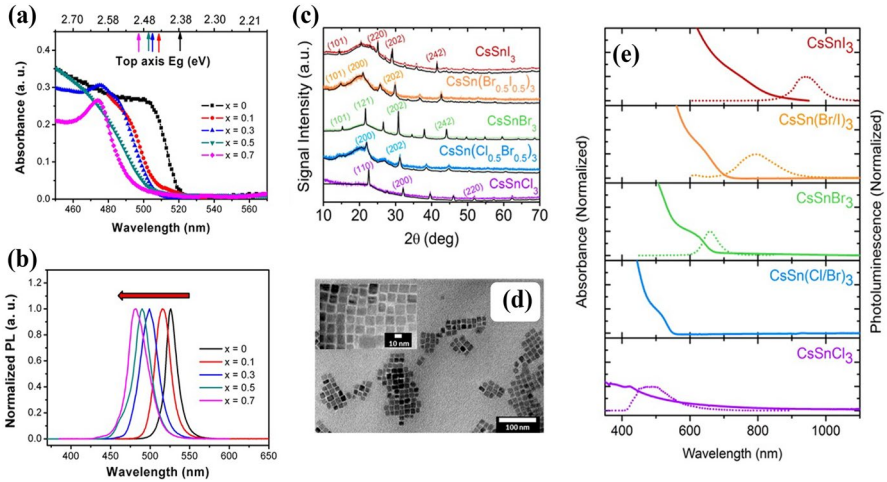 (a)
2.70 2.58 2.48 2.38 2.30 2.21
Top axis Eg (eV)
Absorbance (a. u.)
0.4
0.3
0.2
0.1
0.0
x = 0
x = 0.1
x = 0.3
x = 0.5
x = 0.7
460 480 500 520 540 560
Wavelength (nm)
(b)
Normalized PL (a. u.)
1.0
0.8
0.6
0.4
0.2
0.0
x = 0
x = 0.1
x = 0.3
x = 0.5
x = 0.7
400 450 500 550 600 650
Wavelength (nm)
(c)
Signal Intensity (a.u.)
(101) (220) (202) (242) CsSnI3
(101) (200) (202) CsSn(Br0.5I0.5)3
(101) (121) (202) (242) CsSnBr3
(200) (202) CsSn(Cl0.5Br0.5)3
(110) (200) (220) CsSnCl3
10 20 30 40 50 60 70
2θ (deg)
(d)
10 nm
100 nm
(e)
Absorbance (Normalized)
Photoluminescence (Normalized)
CsSnI3
CsSn(Br/I)3
CsSnBr3
CsSn(Cl/Br)3
CsSnCl3
400 600 800 1000
Wavelength (nm)